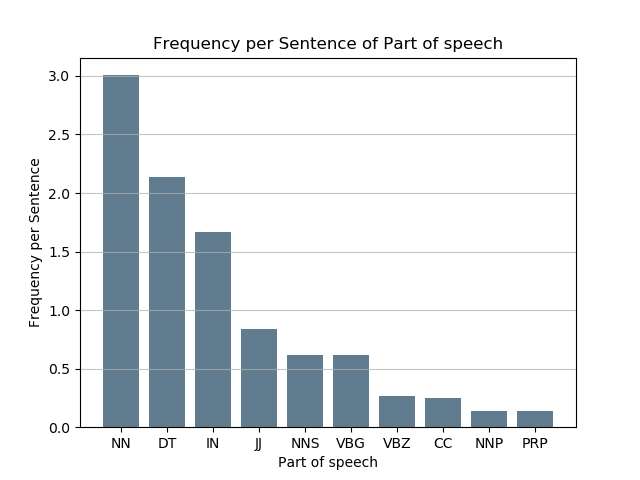 Frequency per Sentence of Part of speech
3.0
2.5
2.0
1.5
1.0
0.5
0.0
Frequency per Sentence
NN DT IN JJ NNS VBG VBZ CC NNP PRP
Part of speech